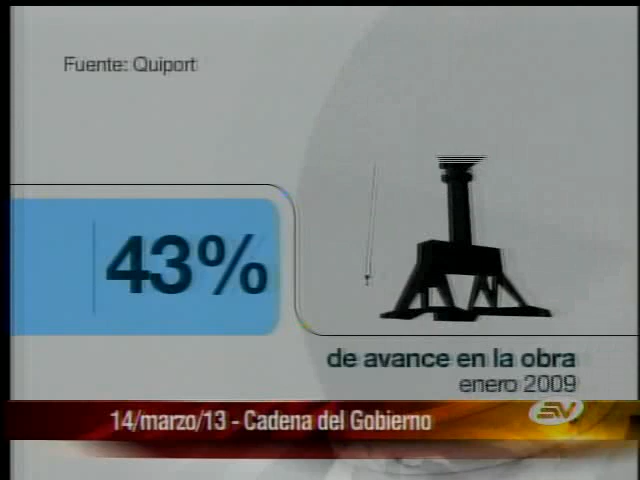 Fuente: Quiport
43%
de avance en la obra
enero 2009
14/marzo/13 - Cadena del Gobierno